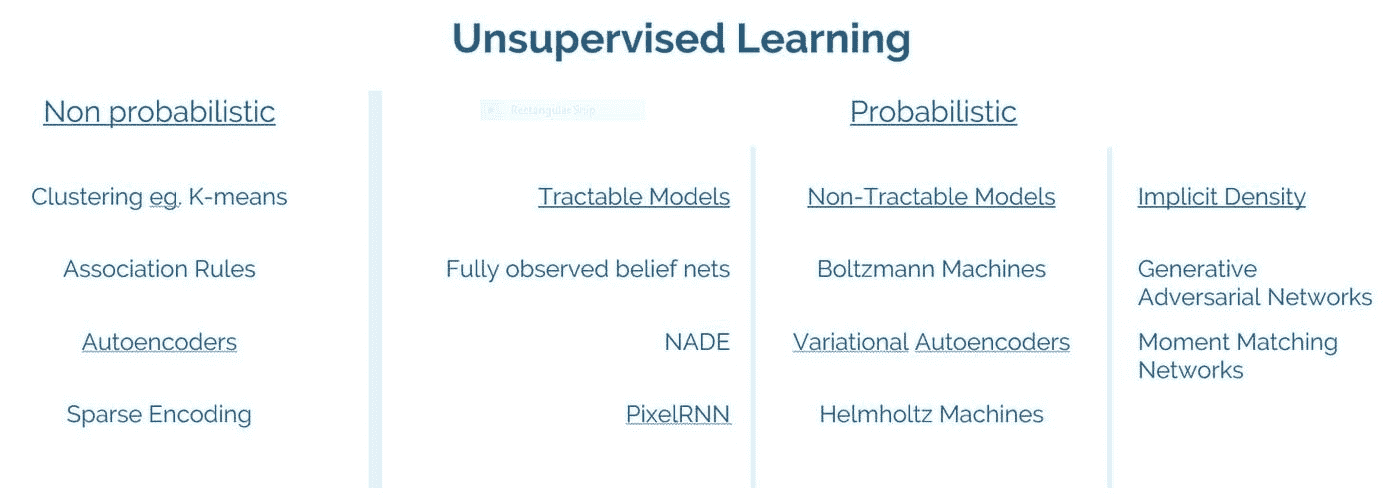 Unsupervised Learning
Non probabilistic
Rectangular Snip
Probabilistic
Clustering eg. K-means
Tractable Models
Non-Tractable Models
Implicit Density
Association Rules
Fully observed belief nets
Boltzmann Machines
Generative
Adversarial Networks
Autoencoders
NADE
Variational Autoencoders
Moment Matching
Networks
Sparse Encoding
PixelRNN
Helmholtz Machines